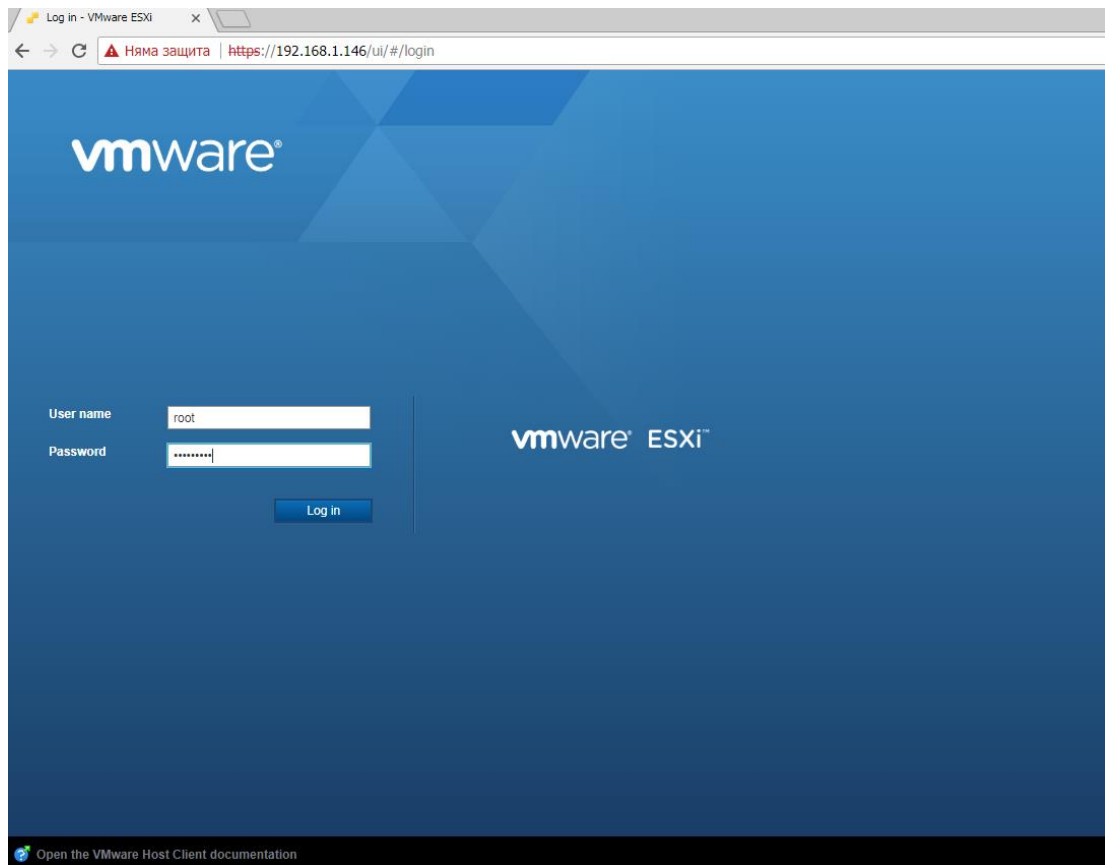 Log in - VMware ESXi
Няма защита | https://192.168.1.146/ui/#/login
vmware®
User name
root
Password
•••••••••
Log in
vmware® ESXi™
Open the VMware Host Client documentation